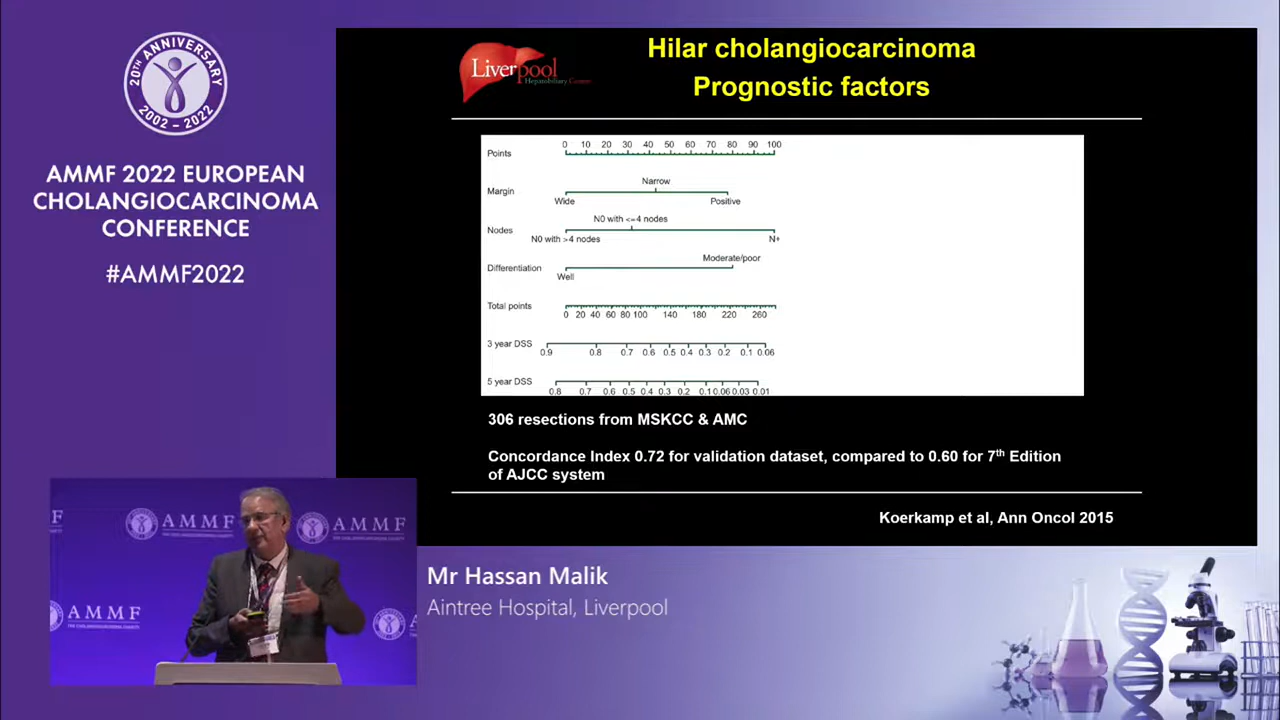 20TH ANNIVERSARY
2002 – 2022
AMMF 2022 EUROPEAN
CHOLANGIOCARCINOMA
CONFERENCE
#AMMF2022
Liverpool
Hepatobiliary
Hilar cholangiocarcinoma
Prognostic factors
Points
0 10 20 30 40 50 60 70 80 90 100
Margin
Narrow
Wide
Positive
Nodes
N0 with <=4 nodes
N0 with >4 nodes
N+
Differentiation
Moderate/poor
Well
Total points
0 20 40 60 80 100 140 180 220 260
3 year DSS
0.9 0.8 0.7 0.6 0.5 0.4 0.3 0.2 0.1 0.06
5 year DSS
0.8 0.7 0.6 0.5 0.4 0.3 0.2 0.1 0.06 0.03 0.01
306 resections from MSKCC & AMC
Concordance Index 0.72 for validation dataset, compared to 0.60 for 7th Edition
of AJCC system
Koerkamp et al, Ann Oncol 2015
AMMF
AMMF
AMMF
Mr Hassan Malik
Aintree Hospital, Liverpool